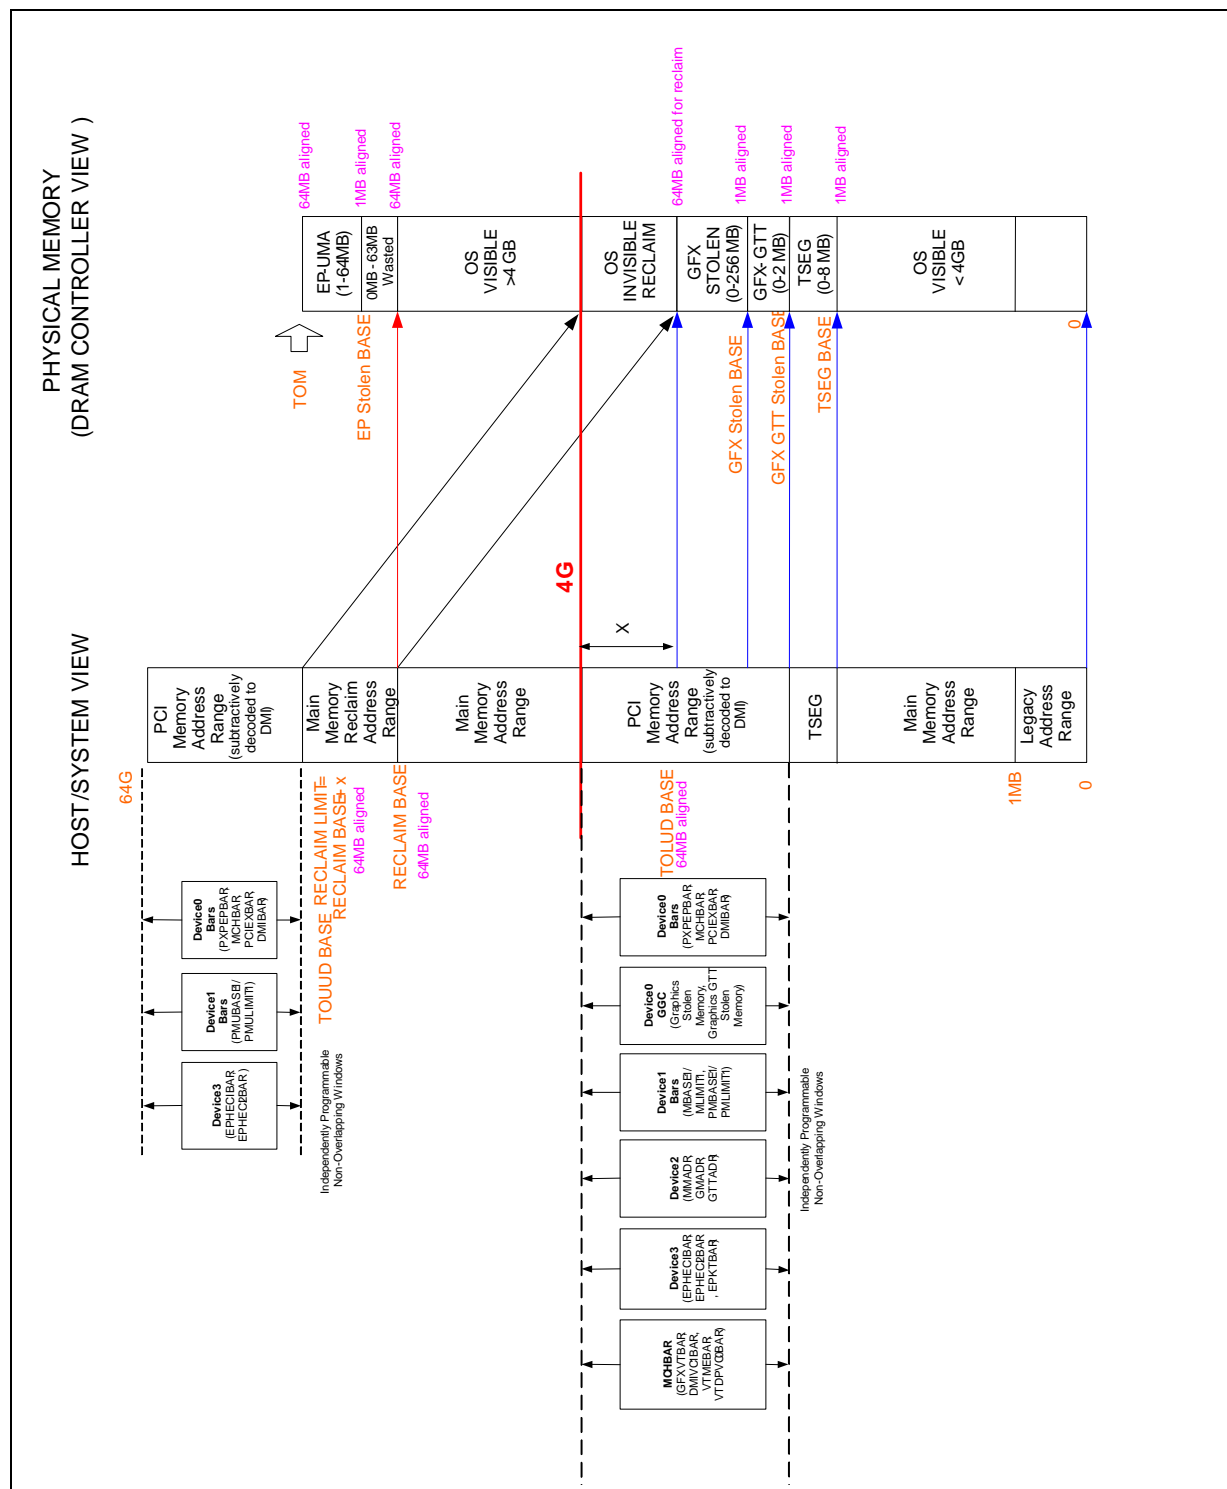 PHYSICAL MEMORY
(DRAM CONTROLLER VIEW )
64MB aligned
1MB aligned
64MB aligned
64MB aligned for reclaim
1MB aligned
1MB aligned
1MB aligned
EP-UMA
(1-64MB)
0MB - 63MB
Wasted
OS
VISIBLE
>4 GB
OS
INVISIBLE
RECLAIM
GFX
STOLEN
(0-256 MB)
GFX- GTT
(0-2 MB)
TSEG
(0-8 MB)
OS
VISIBLE
< 4GB
TOM
EP Stolen BASE
GFX Stolen BASE
GFX GTT Stolen BASE
TSEG BASE
0
4G
X
HOST/SYSTEM VIEW
PCI
Memory
Address
Range
(subtractively
decoded to
DMI)
Main
Memory
Reclaim
Address
Range
Main
Memory
Address
Range
PCI
Memory
Address
Range
(subtractively
decoded to
DMI)
TSEG
Main
Memory
Address
Range
Legacy
Address
Range
64G
TOUUD BASE
RECLAIM LIMIT=
RECLAIM BASE+ x
64MB aligned
RECLAIM BASE
64MB aligned
TOLUD BASE
64MB aligned
1MB
0
Device0
Bars
(PXPEPBAR,
MCHBAR,
PCIEXBAR,
DMIBAR)
Device1
Bars
(PMUBASE1/
PMULIMIT1)
Device3
(EPHECIBAR,
EPHECI2BAR )
Independently Programmable
Non-Overlapping Windows
Device0
Bars
(PXPEPBAR,
MCHBAR,
PCIEXBAR,
DMIBAR)
Device0
GGC
(Graphics
Stolen
Memory,
Graphics GTT
Stolen
Memory)
Device1
Bars
(MBASE1/
MLIMIT1,
PMBASE1/
PMLIMIT1)
Device2
(MMADR,
GMADR,
GTTADR)
Device3
(EPHECIBAR,
EPHECI2BAR
, EPKTBAR)
MCHBAR
(GFXVTBAR,
DMIVC1BAR,
VTMEBAR,
VTDPVC0BAR)
Independently Programmable
Non-Overlapping Windows